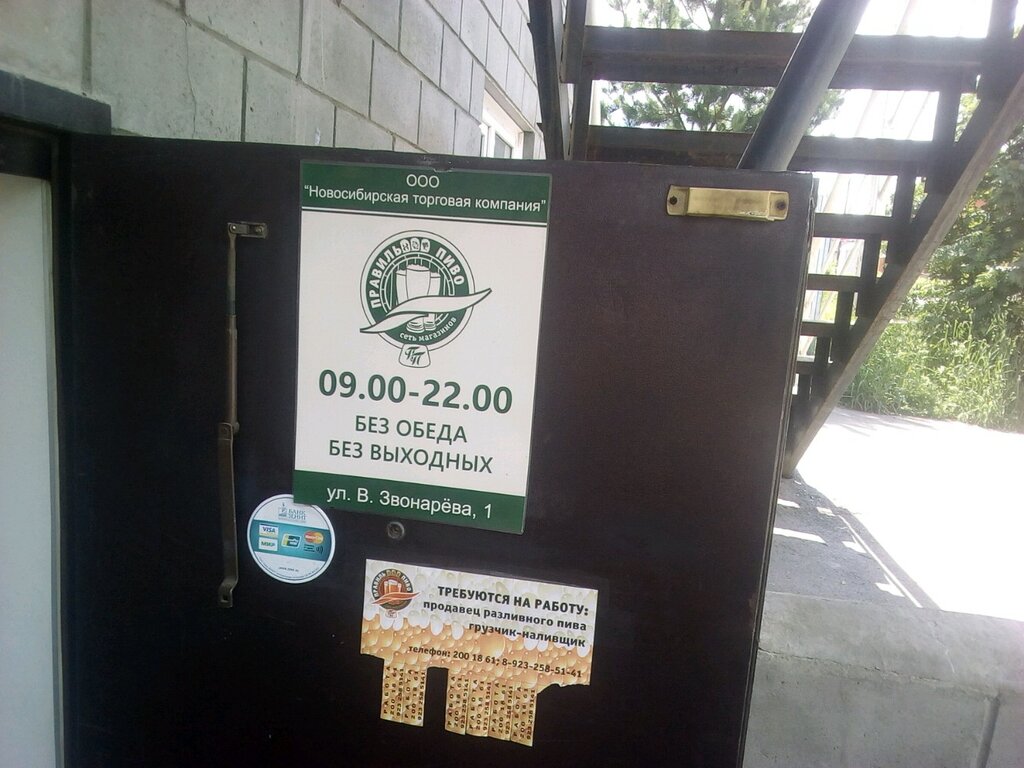 ООО
"Новосибирская торговая компания"
ПРАВИЛЬНОЕ ПИВО
сеть магазинов
09.00-22.00
БЕЗ ОБЕДА
БЕЗ ВЫХОДНЫХ
ул. В. Звонарёва, 1
БАНК
ЗЕНИТ
VISA
МИР
ТРЕБУЮТСЯ НА РАБОТУ:
продавец разливного пива
грузчик-наливщик
телефон: 200 18 61; 8-923-258-51-41